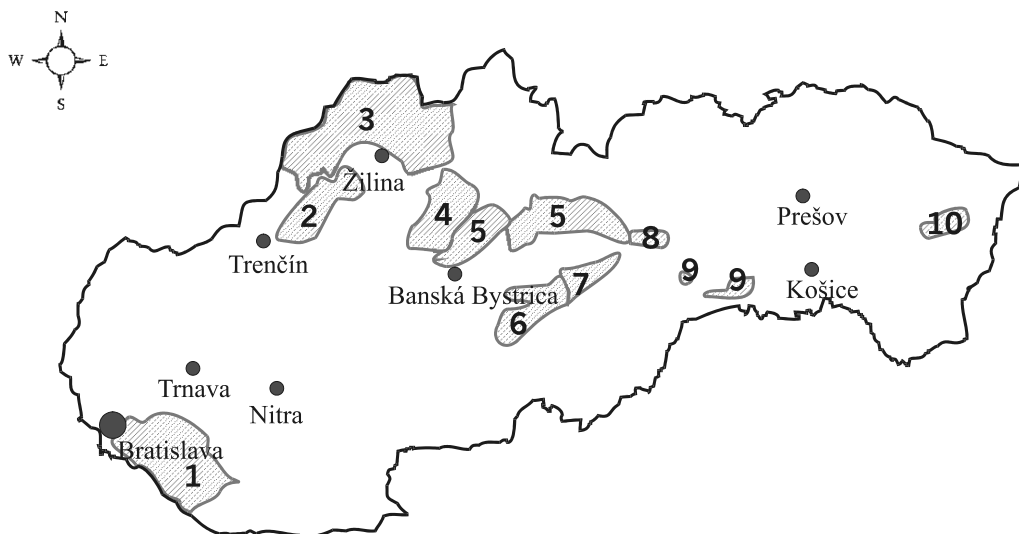 N
W E
S
3
Žilina
2
4
5
5
Prešov
10
Trenčín
8
9
9
Košice
7
Banská Bystrica
6
Trnava
Nitra
Bratislava
1